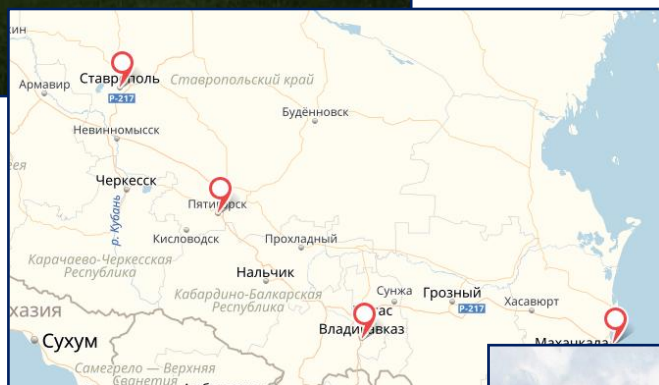 Ставрополь
Ставропольский край
Армавир
Р-217
Будённовск
Невинномысск
Черкесск
р. Кубань
Пятигорск
Кисловодск
Прохладный
Карачаево-Черкесская
Республика
Нальчик
Кабардино-Балкарская
Республика
Сунжа
Грозный
Р-217
Хасавюрт
Владикавказ
Махачкала
Сухум
Самегрело — Верхняя
Сванетия